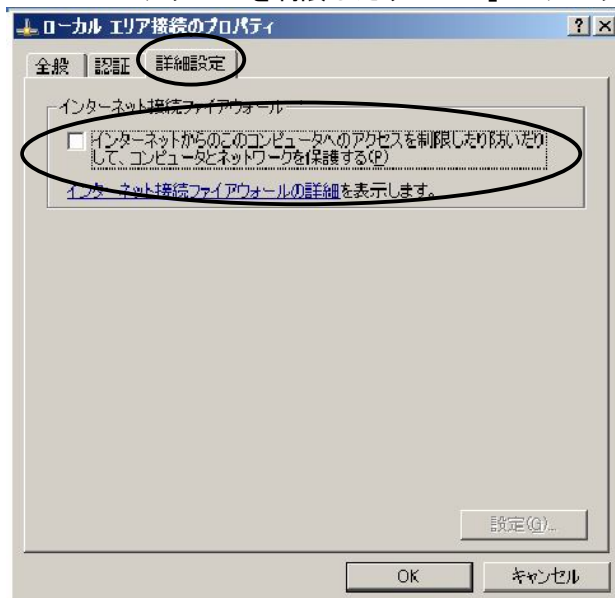 ローカル エリア接続のプロパティ
全般 認証 詳細設定
インターネット接続ファイアウォール
インターネットからのこのコンピュータへのアクセスを制限したり防いだり
して、コンピュータとネットワークを保護する(P)
インターネット接続ファイアウォールの詳細を表示します。
設定(G)...
OK キャンセル